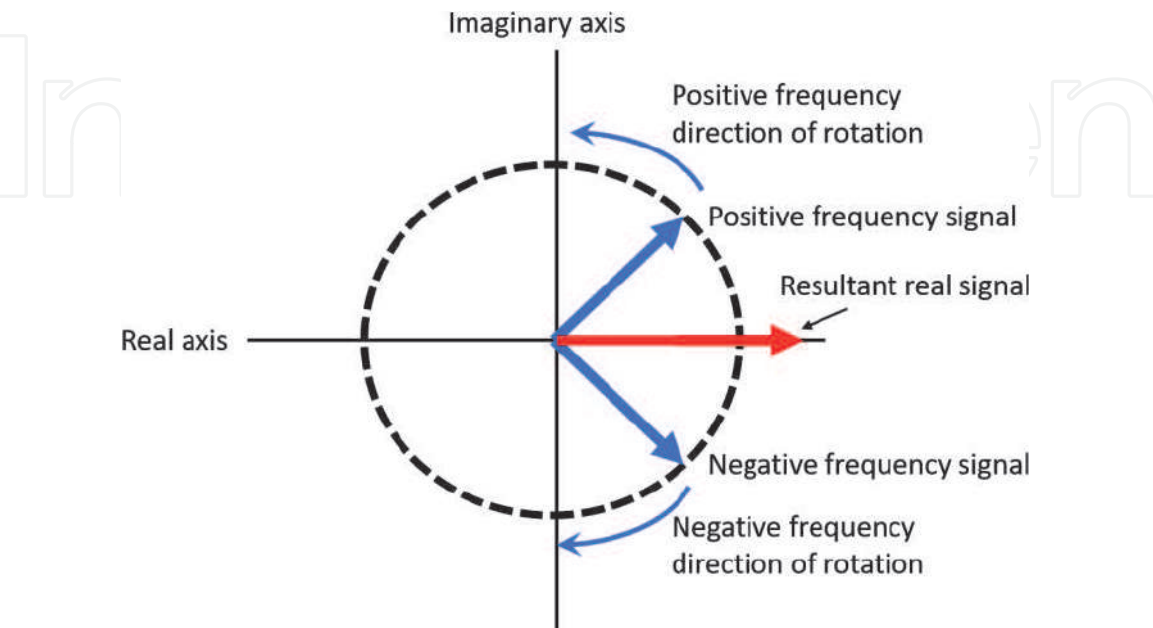 Imaginary axis
Positive frequency
direction of rotation
Positive frequency signal
Resultant real signal
Real axis
Negative frequency signal
Negative frequency
direction of rotation